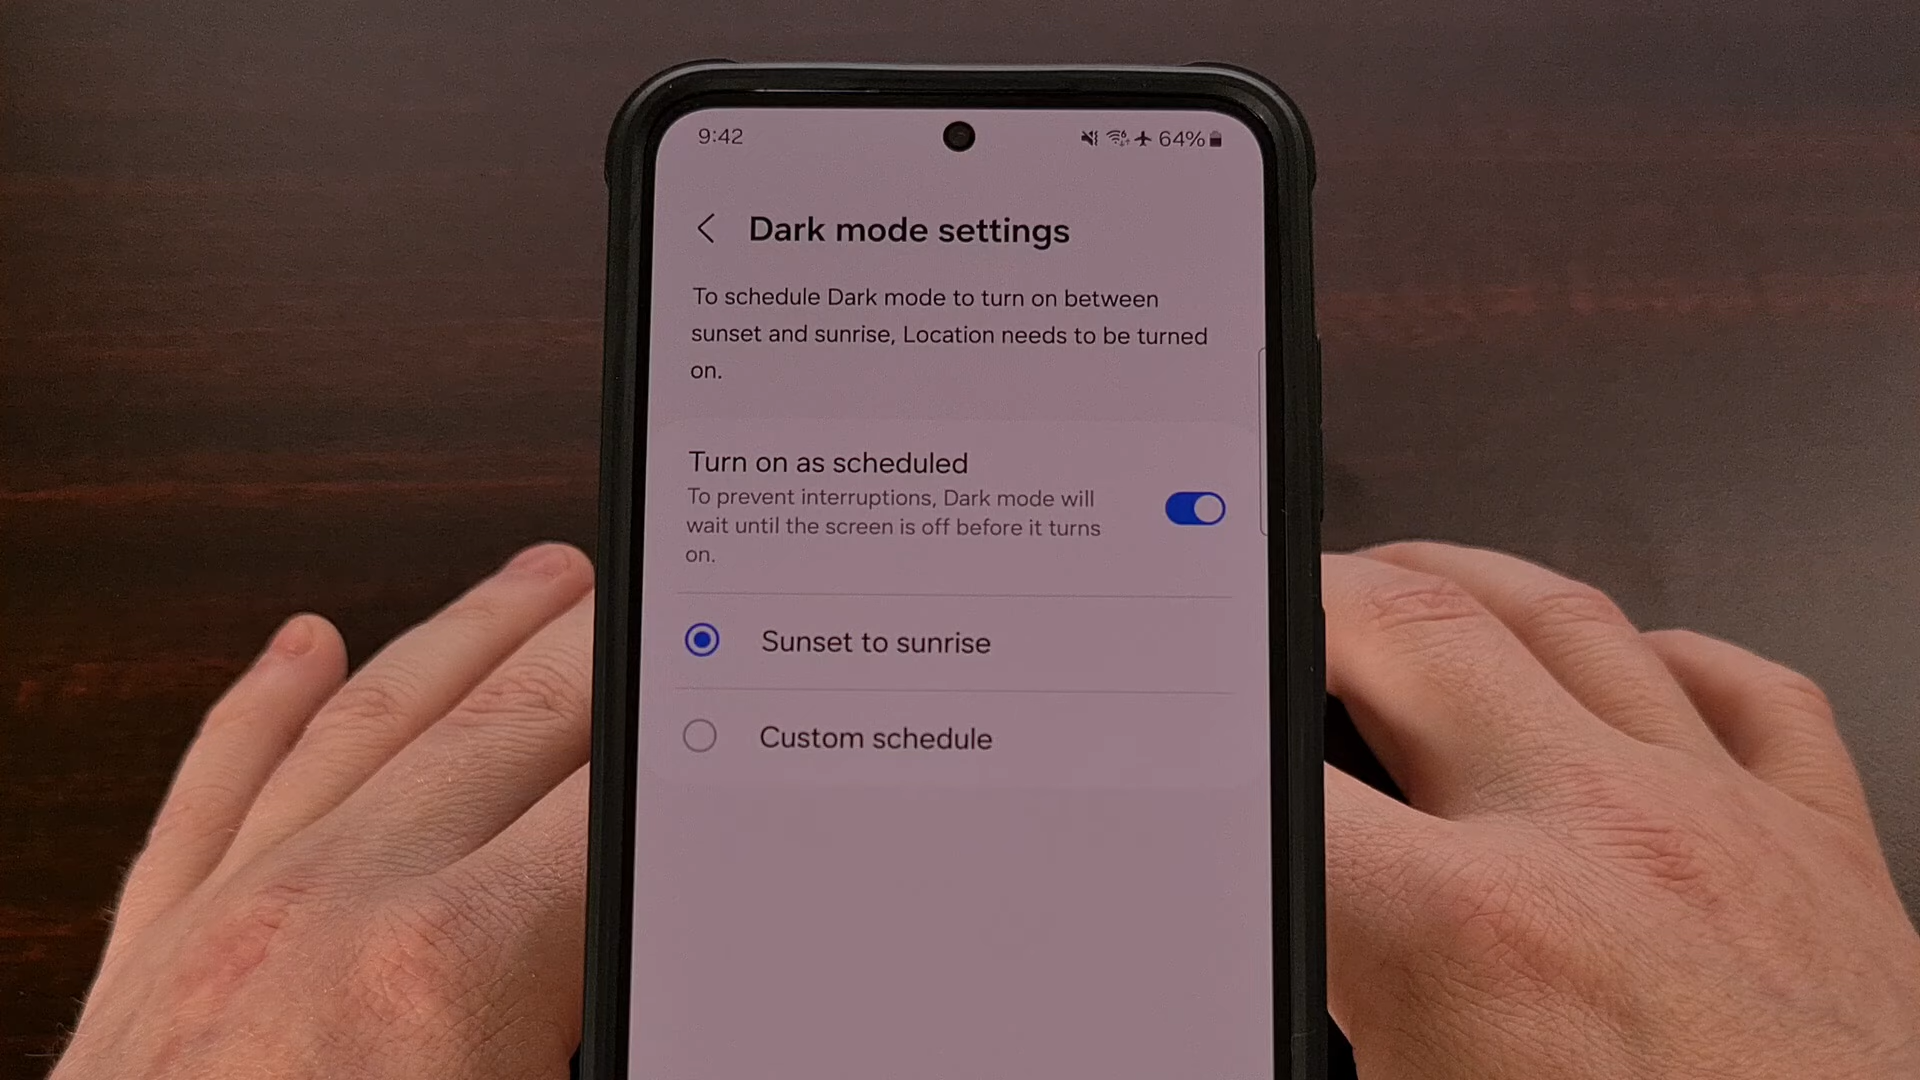 9:42
64%
Dark mode settings
To schedule Dark mode to turn on between
sunset and sunrise, Location needs to be turned
on.
Turn on as scheduled
To prevent interruptions, Dark mode will
wait until the screen is off before it turns
on.
Sunset to sunrise
Custom schedule